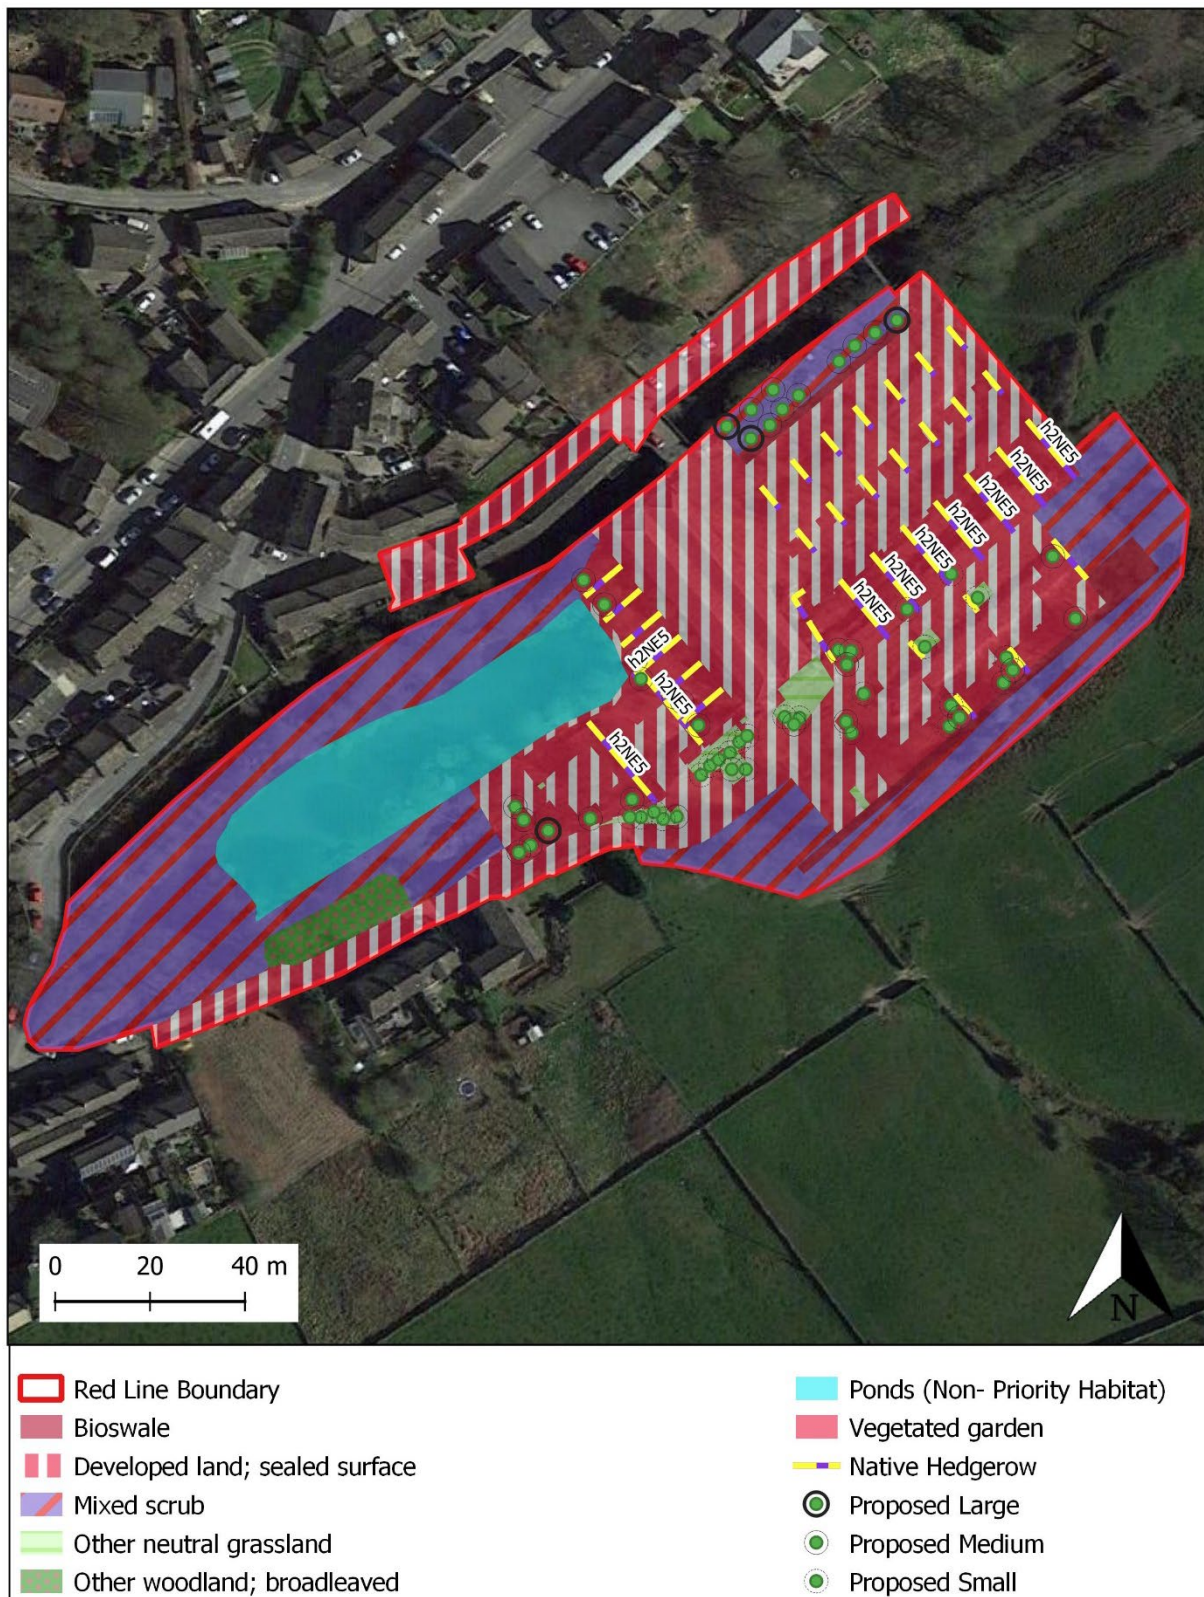 h2NE5
h2NE5
h2NE5
h2NE5
h2NE5
h2NE5
h2NE5
h2NE5
h2NE5
h2NE5
0 20 40 m
N
Red Line Boundary
Bioswale
Developed land; sealed surface
Mixed scrub
Other neutral grassland
Other woodland; broadleaved
Ponds (Non- Priority Habitat)
Vegetated garden
Native Hedgerow
Proposed Large
Proposed Medium
Proposed Small